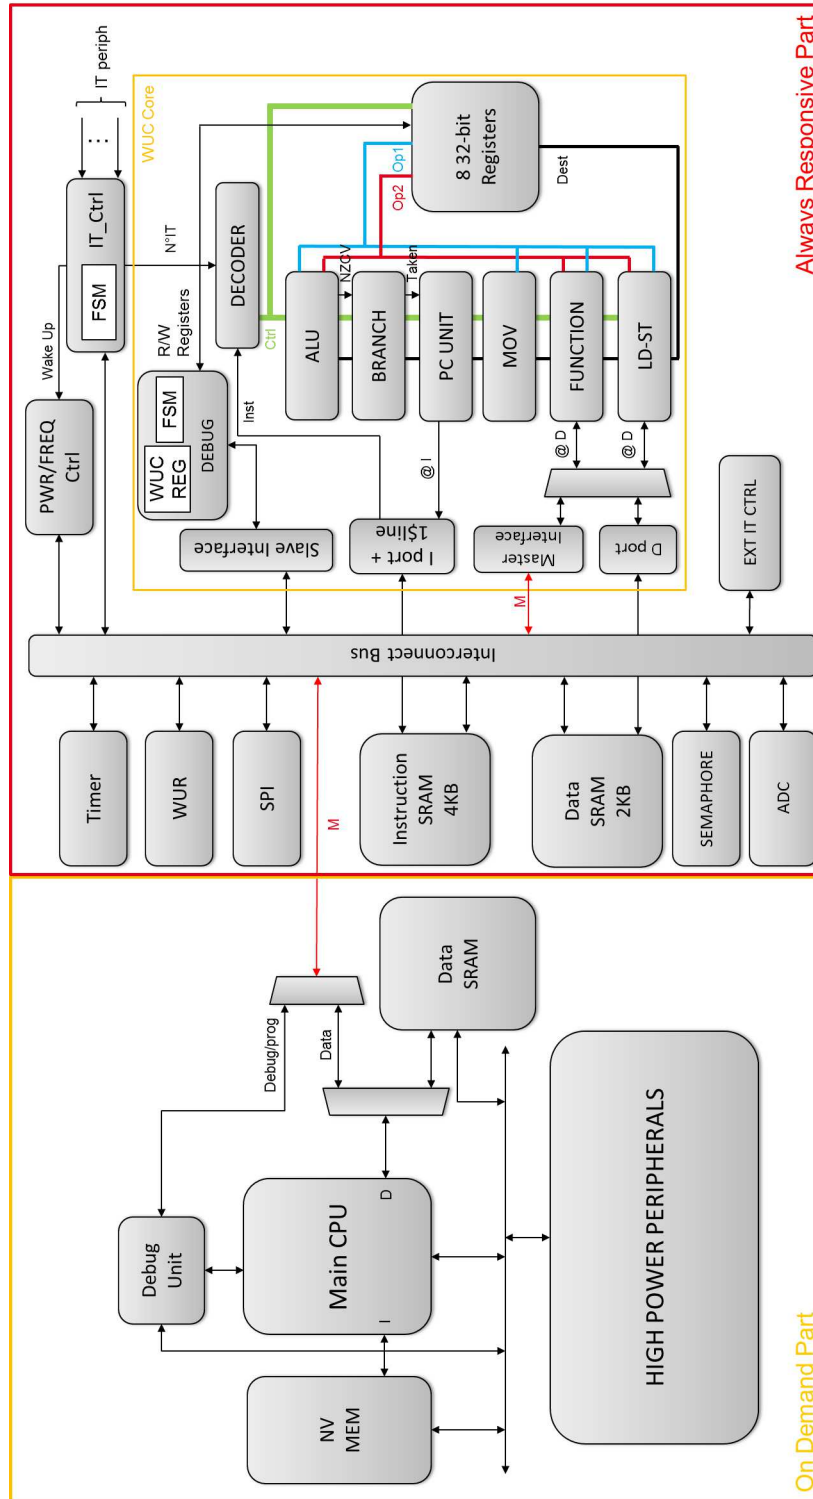 Always Responsive Part
IT periph
...
IT_Ctrl
FSM
Wake Up
N°IT
PWR/FREQ
Ctrl
WUC Core
R/W
Registers
DECODER
Ctrl
Inst
WUC
REG
FSM
DEBUG
8 32-bit
Registers
Op1
Op2
Dest
ALU
NZCV
BRANCH
Taken
PC UNIT
MOV
FUNCTION
LD-ST
@ I
@ D
@ D
Slave Interface
I port +
1$line
Master
Interface
D port
M
EXT IT CTRL
Interconnect Bus
Timer
WUR
SPI
M
Instruction
SRAM
4KB
Data
SRAM
2KB
SEMAPHORE
ADC
On Demand Part
Debug/prog
Data
Data
SRAM
Debug
Unit
Main CPU
D
I
NV
MEM
HIGH POWER PERIPHERALS